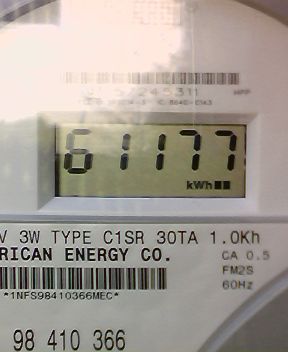 61177
kWh
V 3W TYPE C1SR 30TA 1.0Kh
RICAN ENERGY CO.
CA 0.5
FM2S
60Hz
*1NFS98410366MEC*
98 410 366